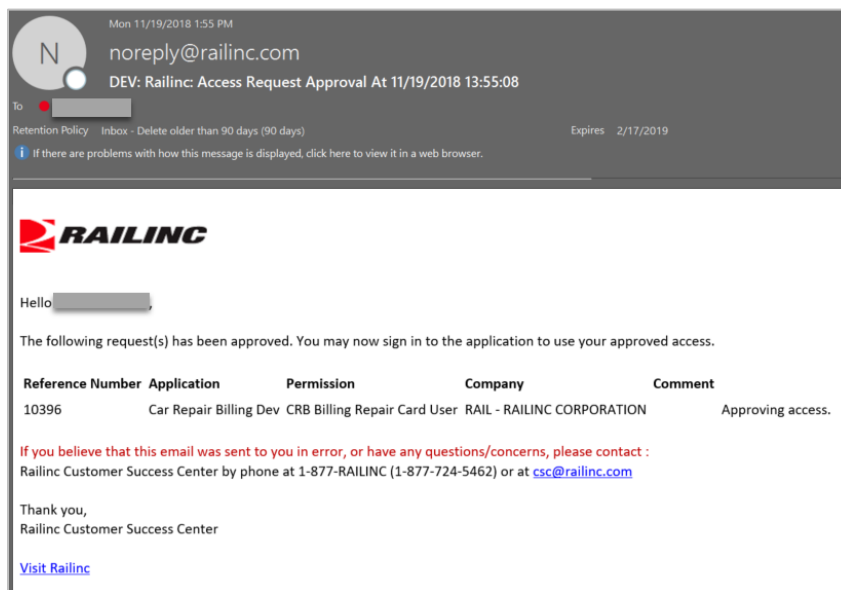 Mon 11/19/2018 1:55 PM
N
noreply@railinc.com
DEV: Railinc: Access Request Approval At 11/19/2018 13:55:08
To
Retention Policy Inbox - Delete older than 90 days (90 days) Expires 2/17/2019
i If there are problems with how this message is displayed, click here to view it in a web browser.
RAILINC
Hello ,
The following request(s) has been approved. You may now sign in to the application to use your approved access.
Reference Number Application Permission Company Comment
10396 Car Repair Billing Dev CRB Billing Repair Card User RAIL - RAILINC CORPORATION Approving access.
If you believe that this email was sent to you in error, or have any questions/concerns, please contact :
Railinc Customer Success Center by phone at 1-877-RAILINC (1-877-724-5462) or at csc@railinc.com
Thank you,
Railinc Customer Success Center
Visit Railinc